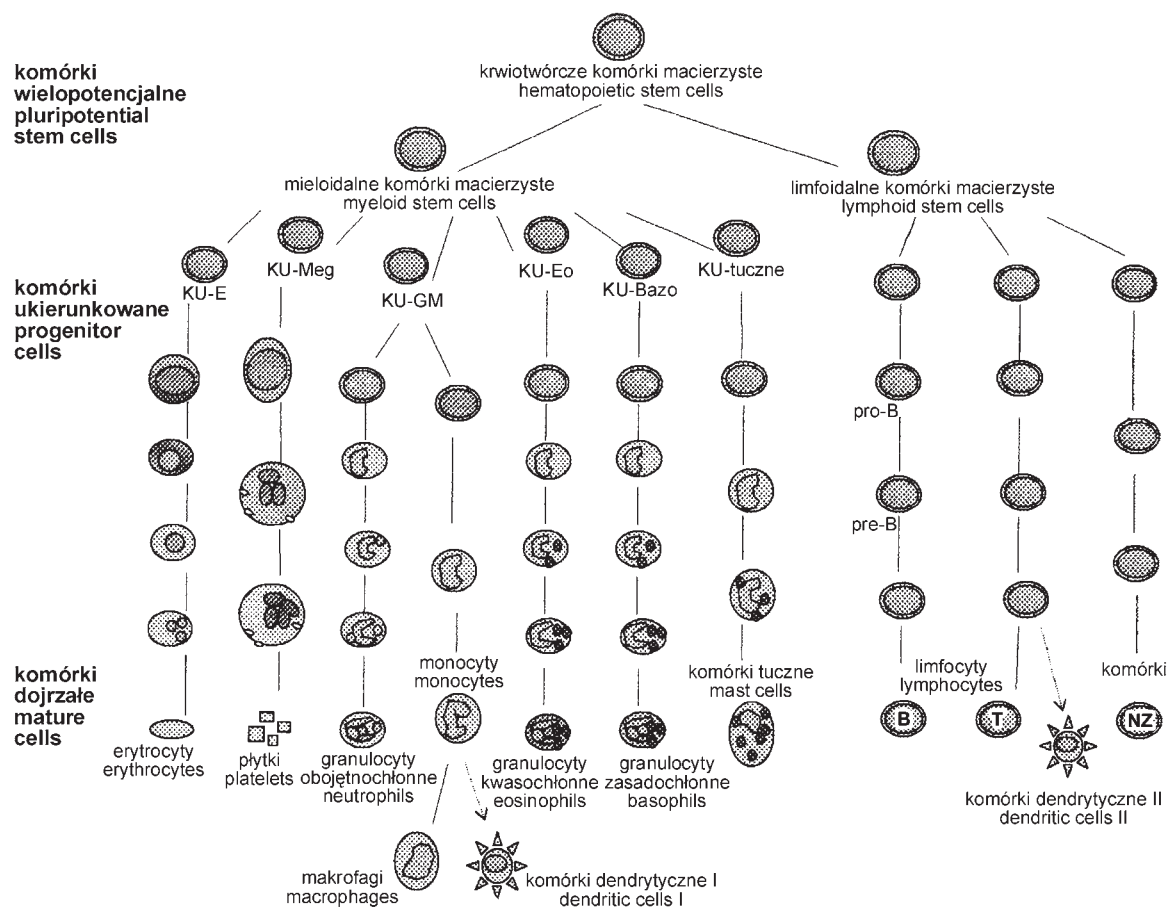 krwiotwórcze komórki macierzyste
hematopoietic stem cells
komórki
wielopotencjalne
pluripotential
stem cells
mieloidalne komórki macierzyste
myeloid stem cells
limfoidalne komórki macierzyste
lymphoid stem cells
komórki
ukierunkowane
progenitor
cells
KU-E
KU-Meg
KU-GM
KU-Eo
KU-Bazo
KU-tuczne
pro-B
pre-B
komórki
dojrzałe
mature
cells
erytrocyty
erythrocytes
płytki
platelets
granulocyty
obojętnochłonne
neutrophils
monocyty
monocytes
granulocyty
kwasochłonne
eosinophils
granulocyty
zasadochłonne
basophils
komórki tuczne
mast cells
limfocyty
lymphocytes
komórki
B
T
NZ
makrofagi
macrophages
komórki dendrytyczne I
dendritic cells I
komórki dendrytyczne II
dendritic cells II